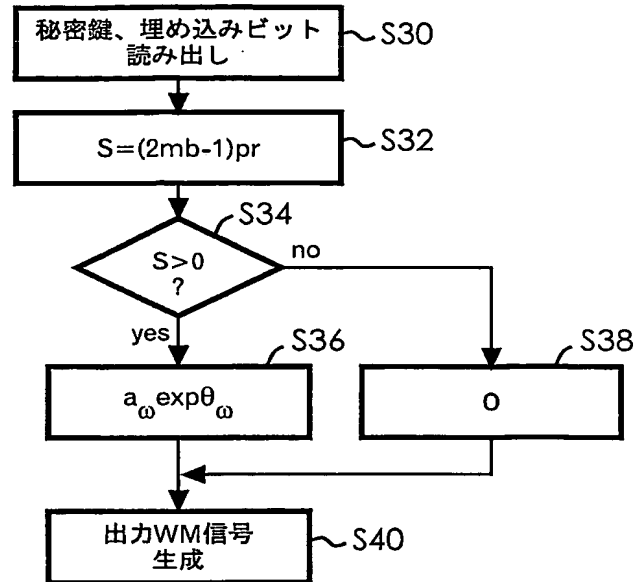 秘密鍵、埋め込みビット
読み出し
S30
S=(2mb-1)pr
S32
S34
S>0
?
no
yes
S36
aωexpθω
S38
0
出力WM信号
生成
S40